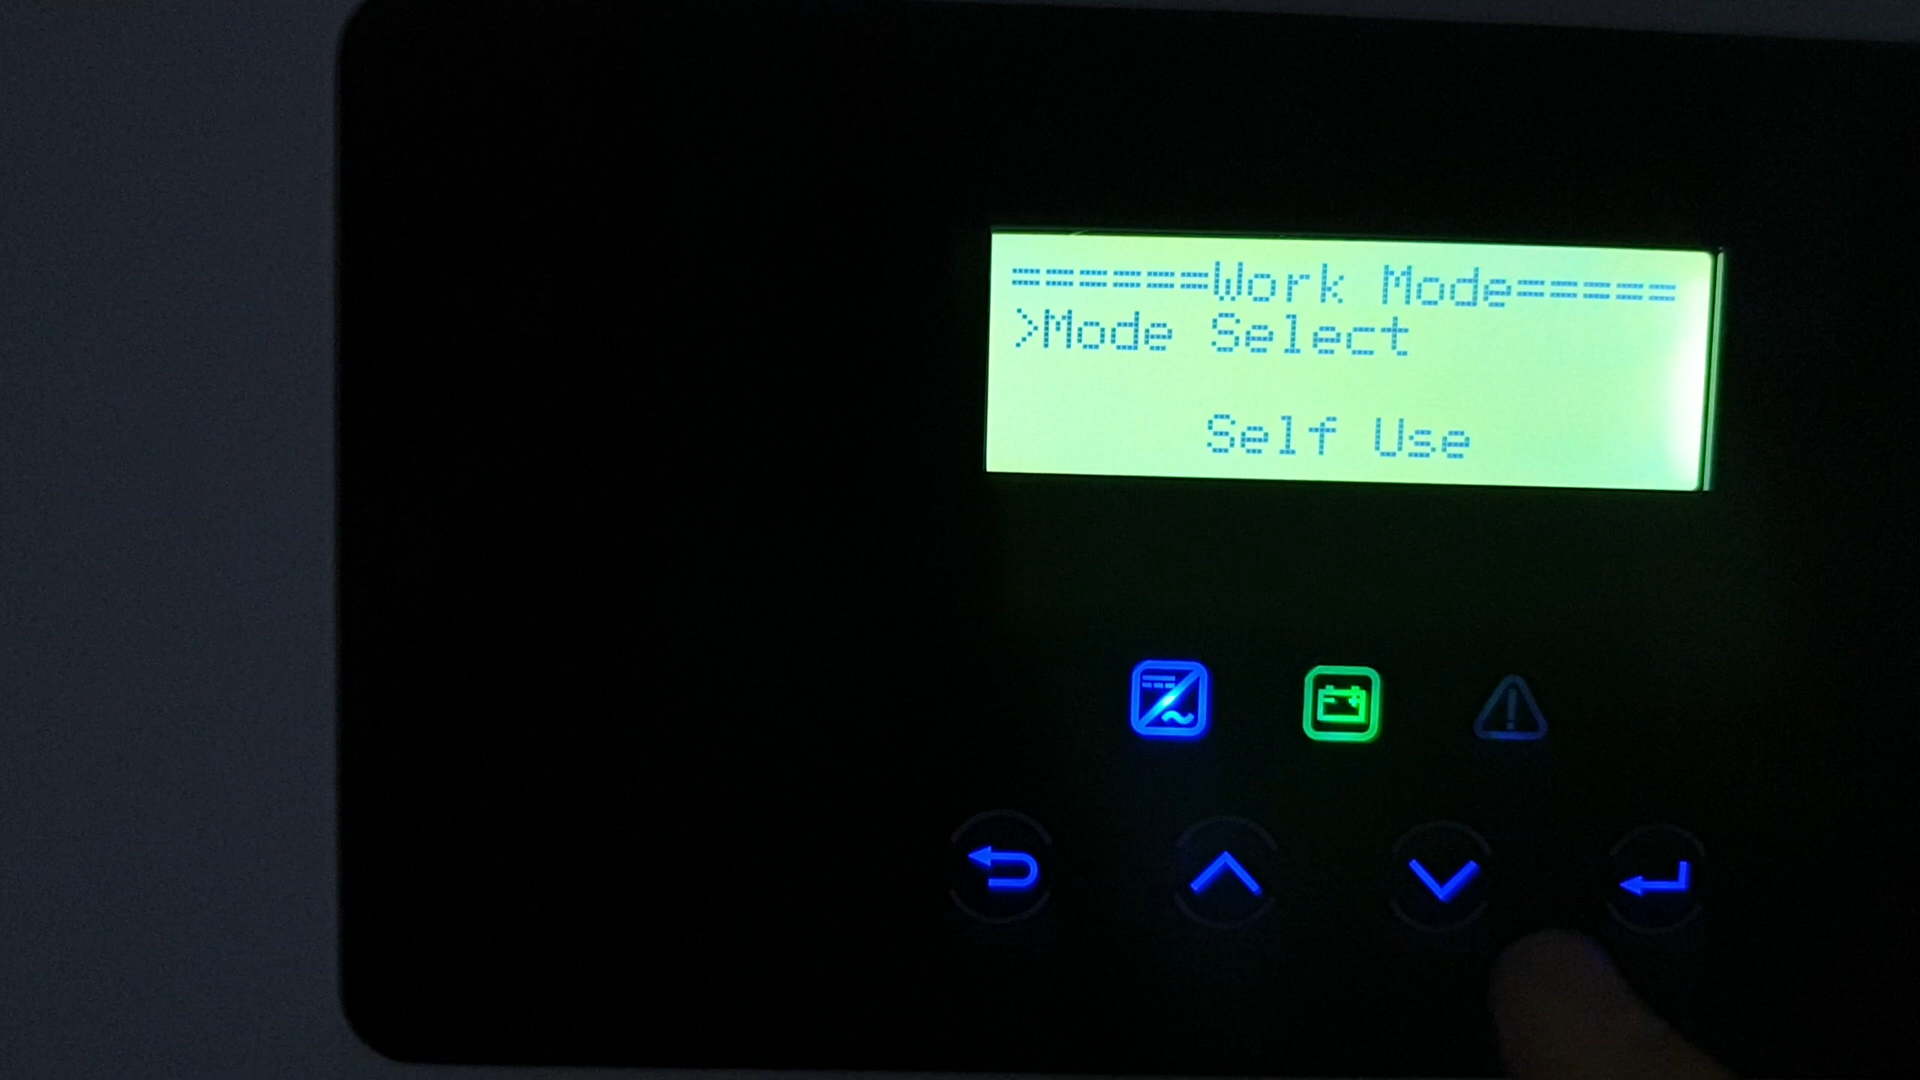 ======Work Mode=====
>Mode Select
Self Use